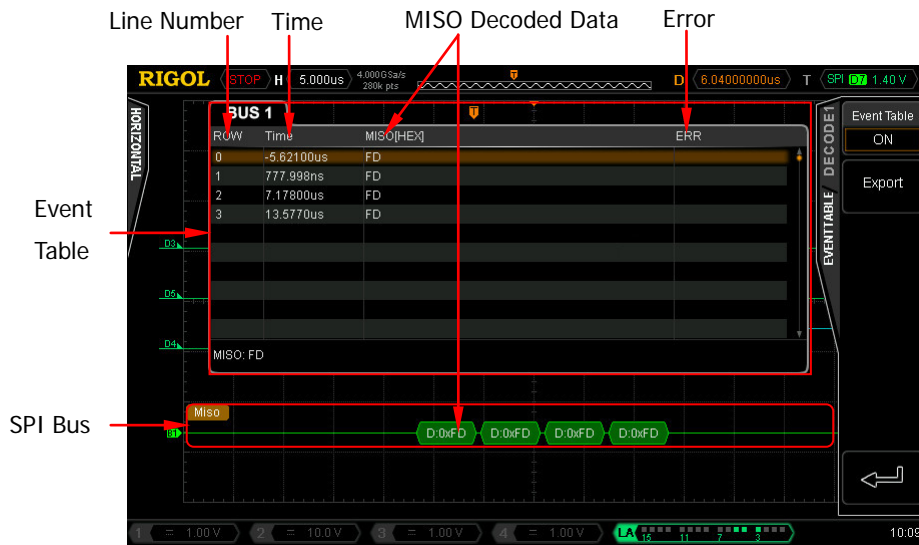 Line Number Time MISO Decoded Data Error
RIGOL STOP H 5.000us 4.000GSa/s 280k pts D 6.04000000us T SPI D7 1.40 V
HORIZONTAL
BUS 1
ROW Time MISO[HEX] ERR
0 -5.62100us FD
1 777.998ns FD
2 7.17800us FD
3 13.5770us FD
MISO: FD
DECODE1
EVENTTABLE
Event Table
ON
Export
Event
Table
D3
D5
D4
SPI Bus
Miso
B1
D:0xFD D:0xFD D:0xFD D:0xFD
1 = 1.00 V 2 = 10.0 V 3 = 1.00 V 4 = 1.00 V LA 15 11 7 3 10:09